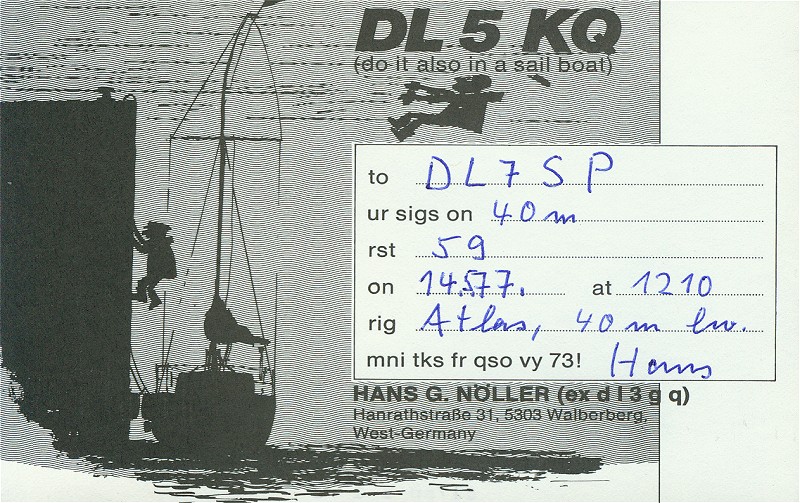 DL 5 KQ
(do it also in a sail boat)
to DL7SP
ur sigs on 40m
rst 59
on 14.5.77. at 1210
rig Atlas, 40 m lw.
mni tks fr qso vy 73! Hans
HANS G. NÖLLER (ex d l 3 g q)
Hanrathstraße 31, 5303 Walberberg,
West-Germany